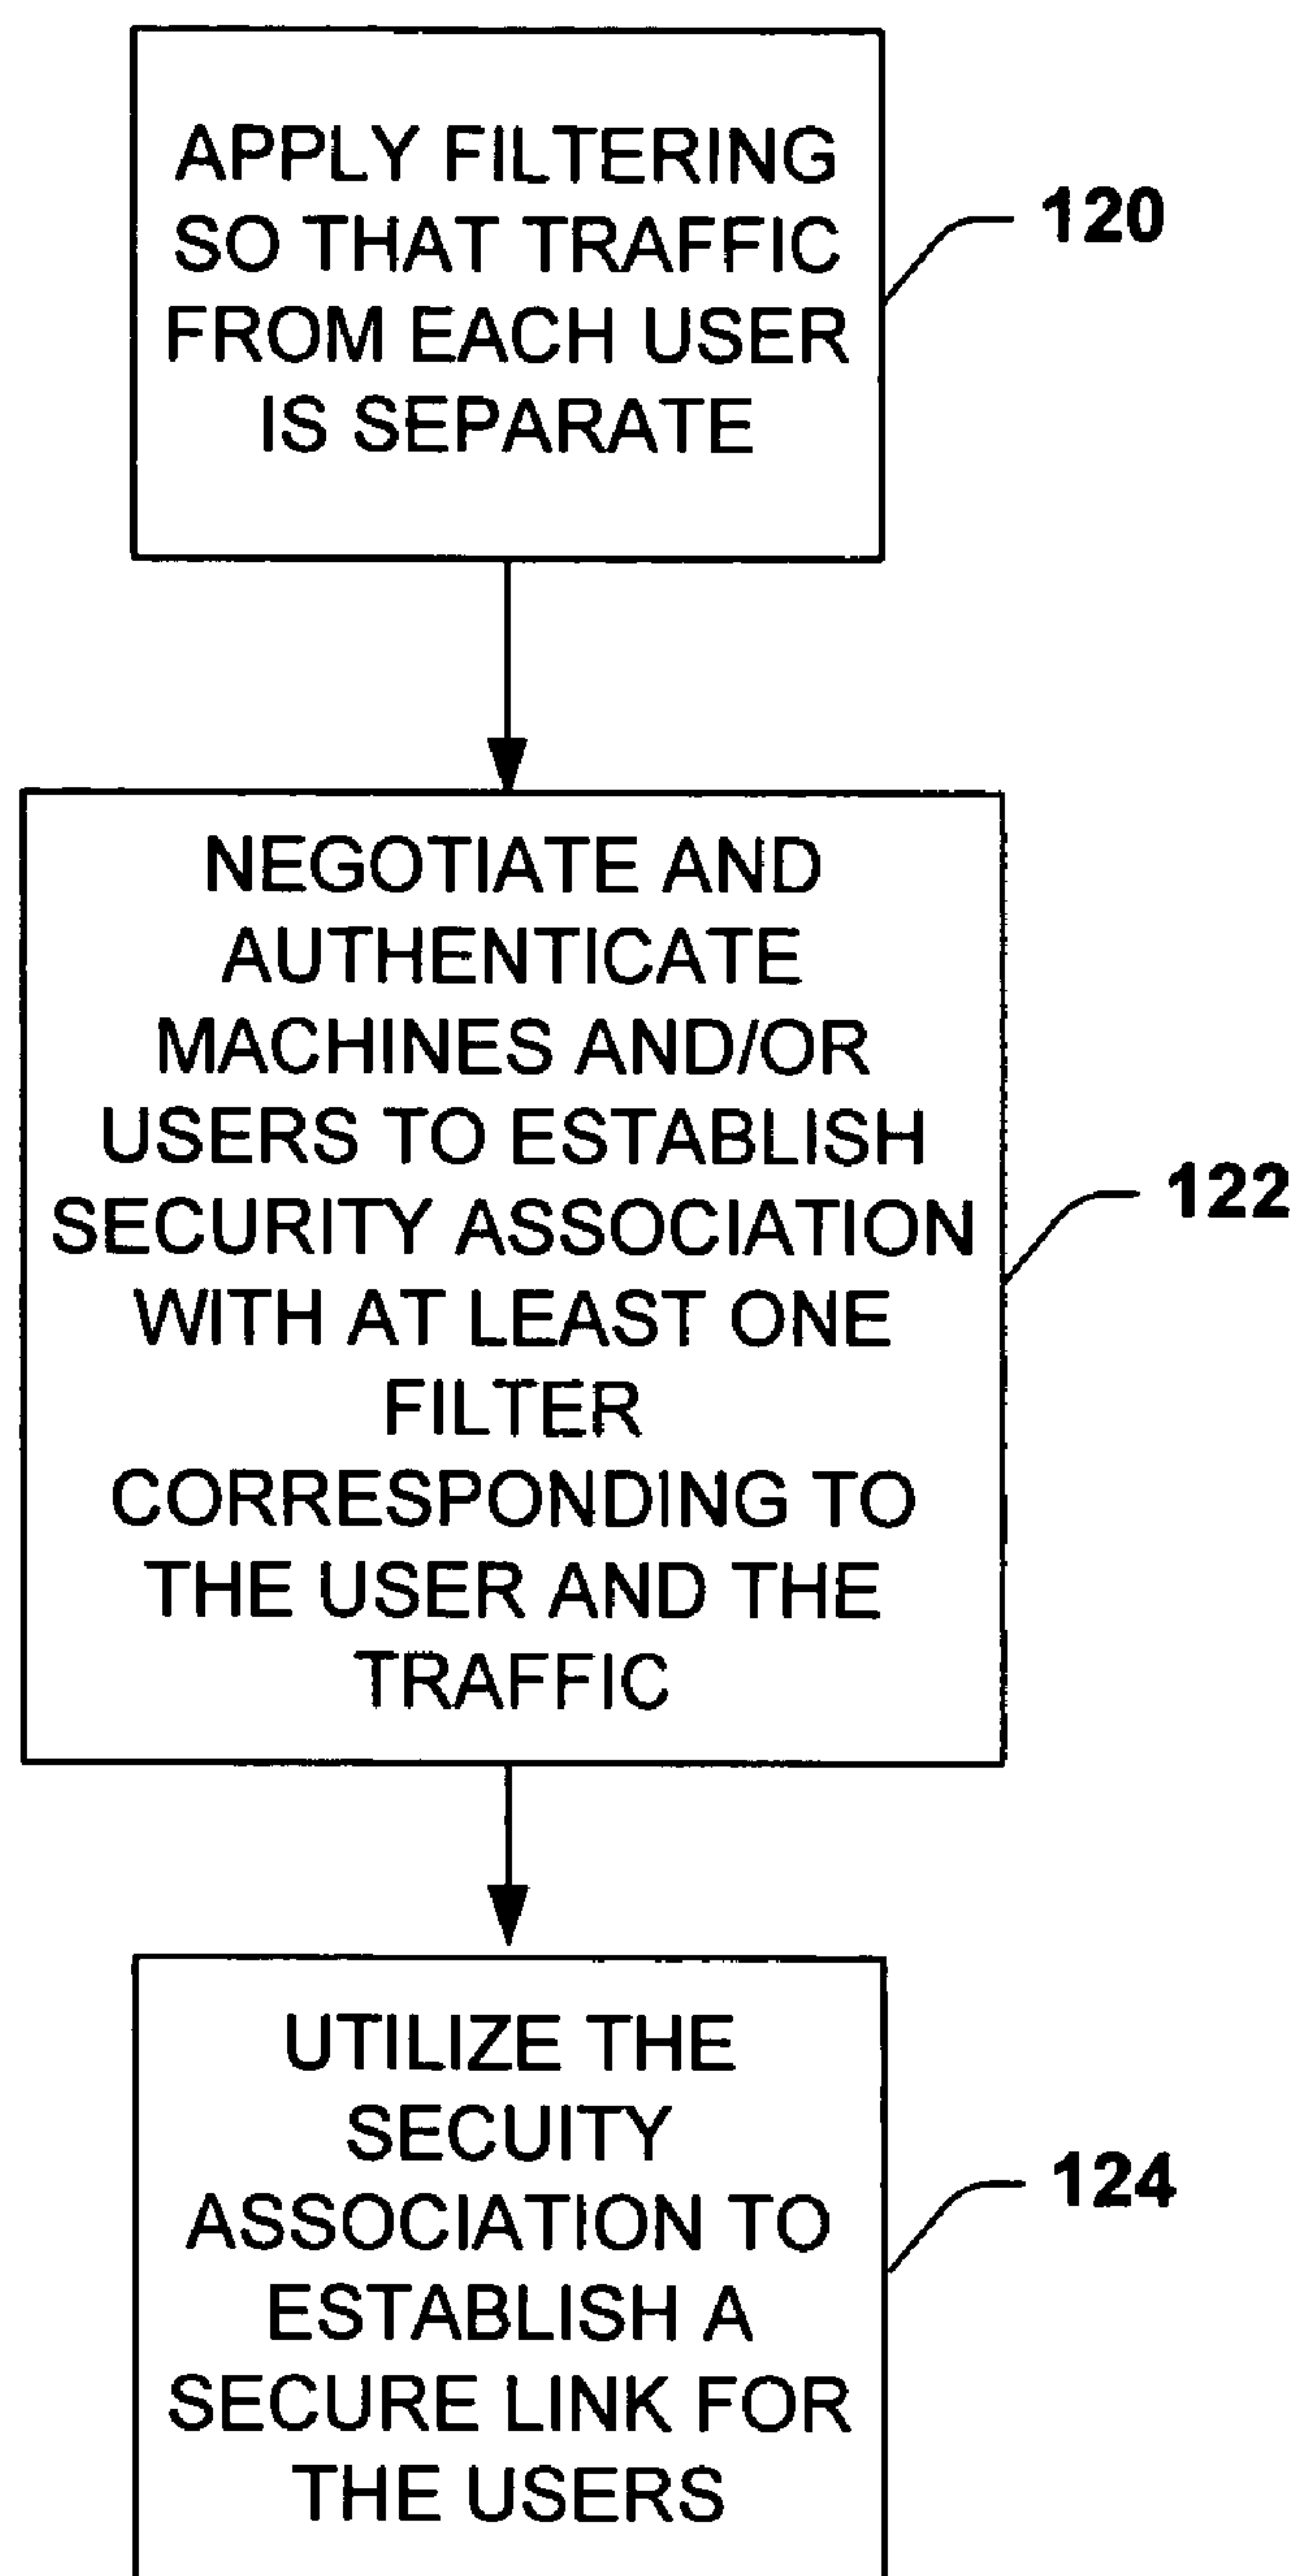 APPLY FILTERING
SO THAT TRAFFIC
FROM EACH USER
IS SEPARATE
120
NEGOTIATE AND
AUTHENTICATE
MACHINES AND/OR
USERS TO ESTABLISH
SECURITY ASSOCIATION
WITH AT LEAST ONE
FILTER
CORRESPONDING TO
THE USER AND THE
TRAFFIC
122
UTILIZE THE
SECUITY
ASSOCIATION TO
ESTABLISH A
SECURE LINK FOR
THE USERS
124